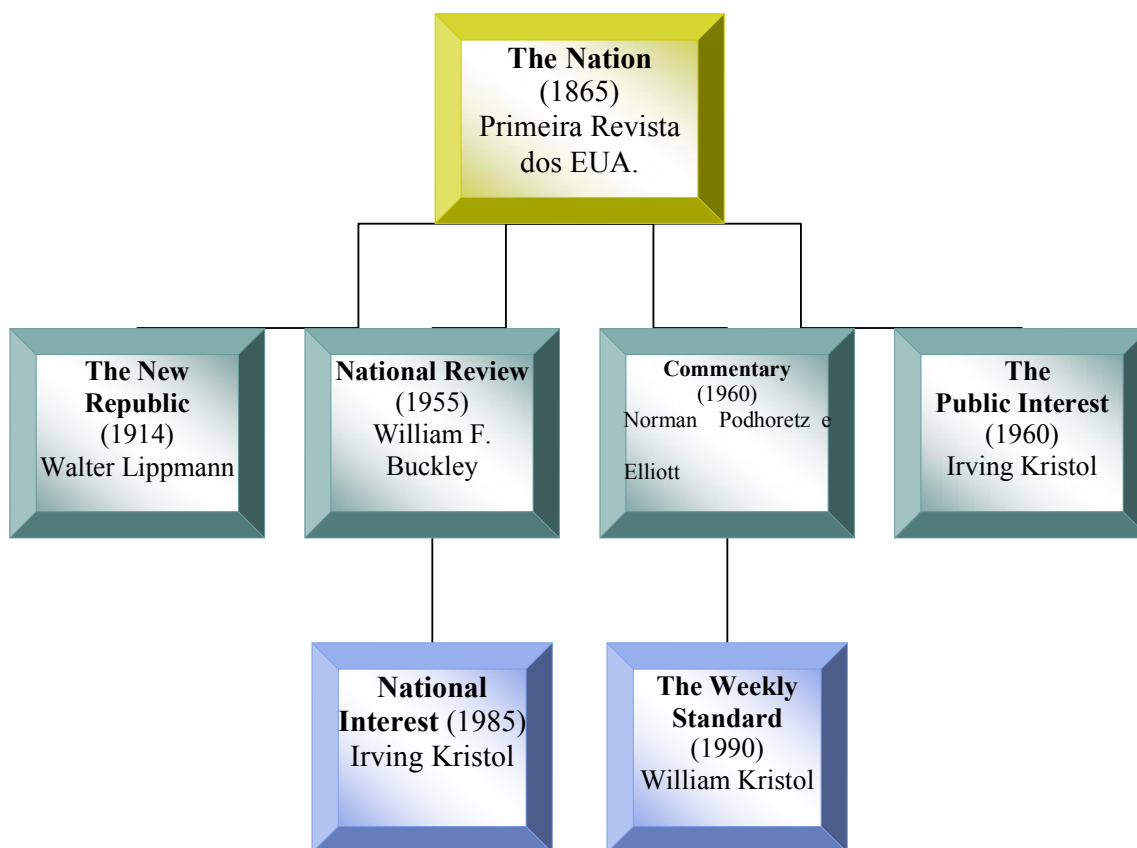 The Nation
(1865)
Primeira Revista
dos EUA.
The New
Republic
(1914)
Walter Lippmann
National Review
(1955)
William F.
Buckley
Commentary
(1960)
Norman Podhoretz e
Elliott
The
Public Interest
(1960)
Irving Kristol
National
Interest (1985)
Irving Kristol
The Weekly
Standard
(1990)
William Kristol